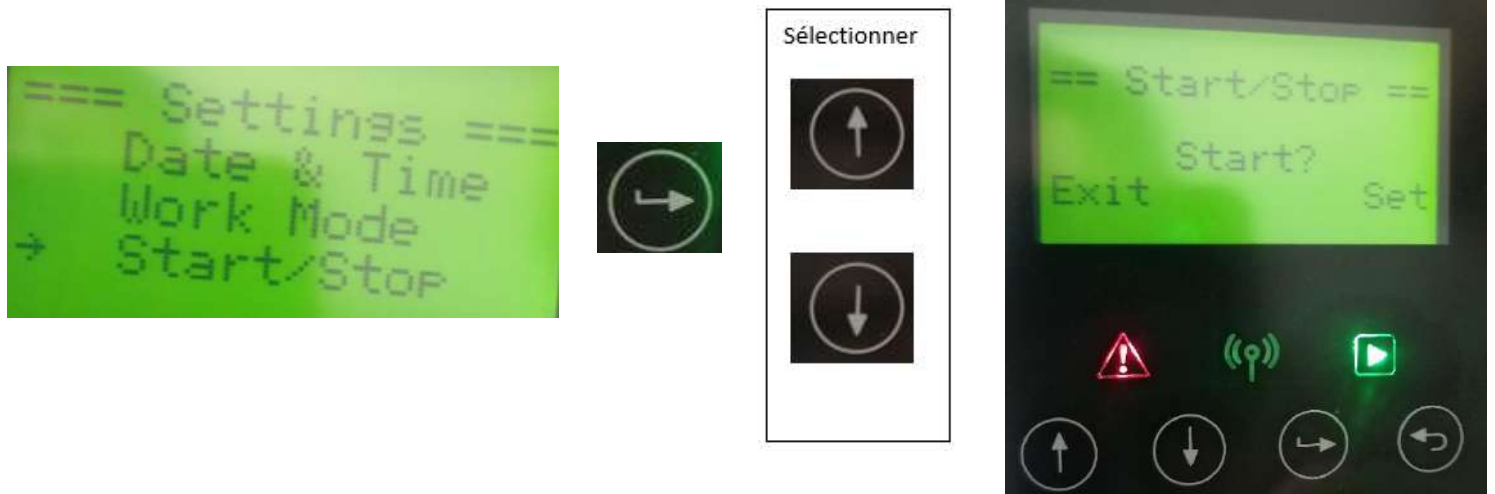 === Settings ===
Date & Time
Work Mode
→ Start/Stop
Sélectionner
== Start/Stop ==
Start?
Exit Set